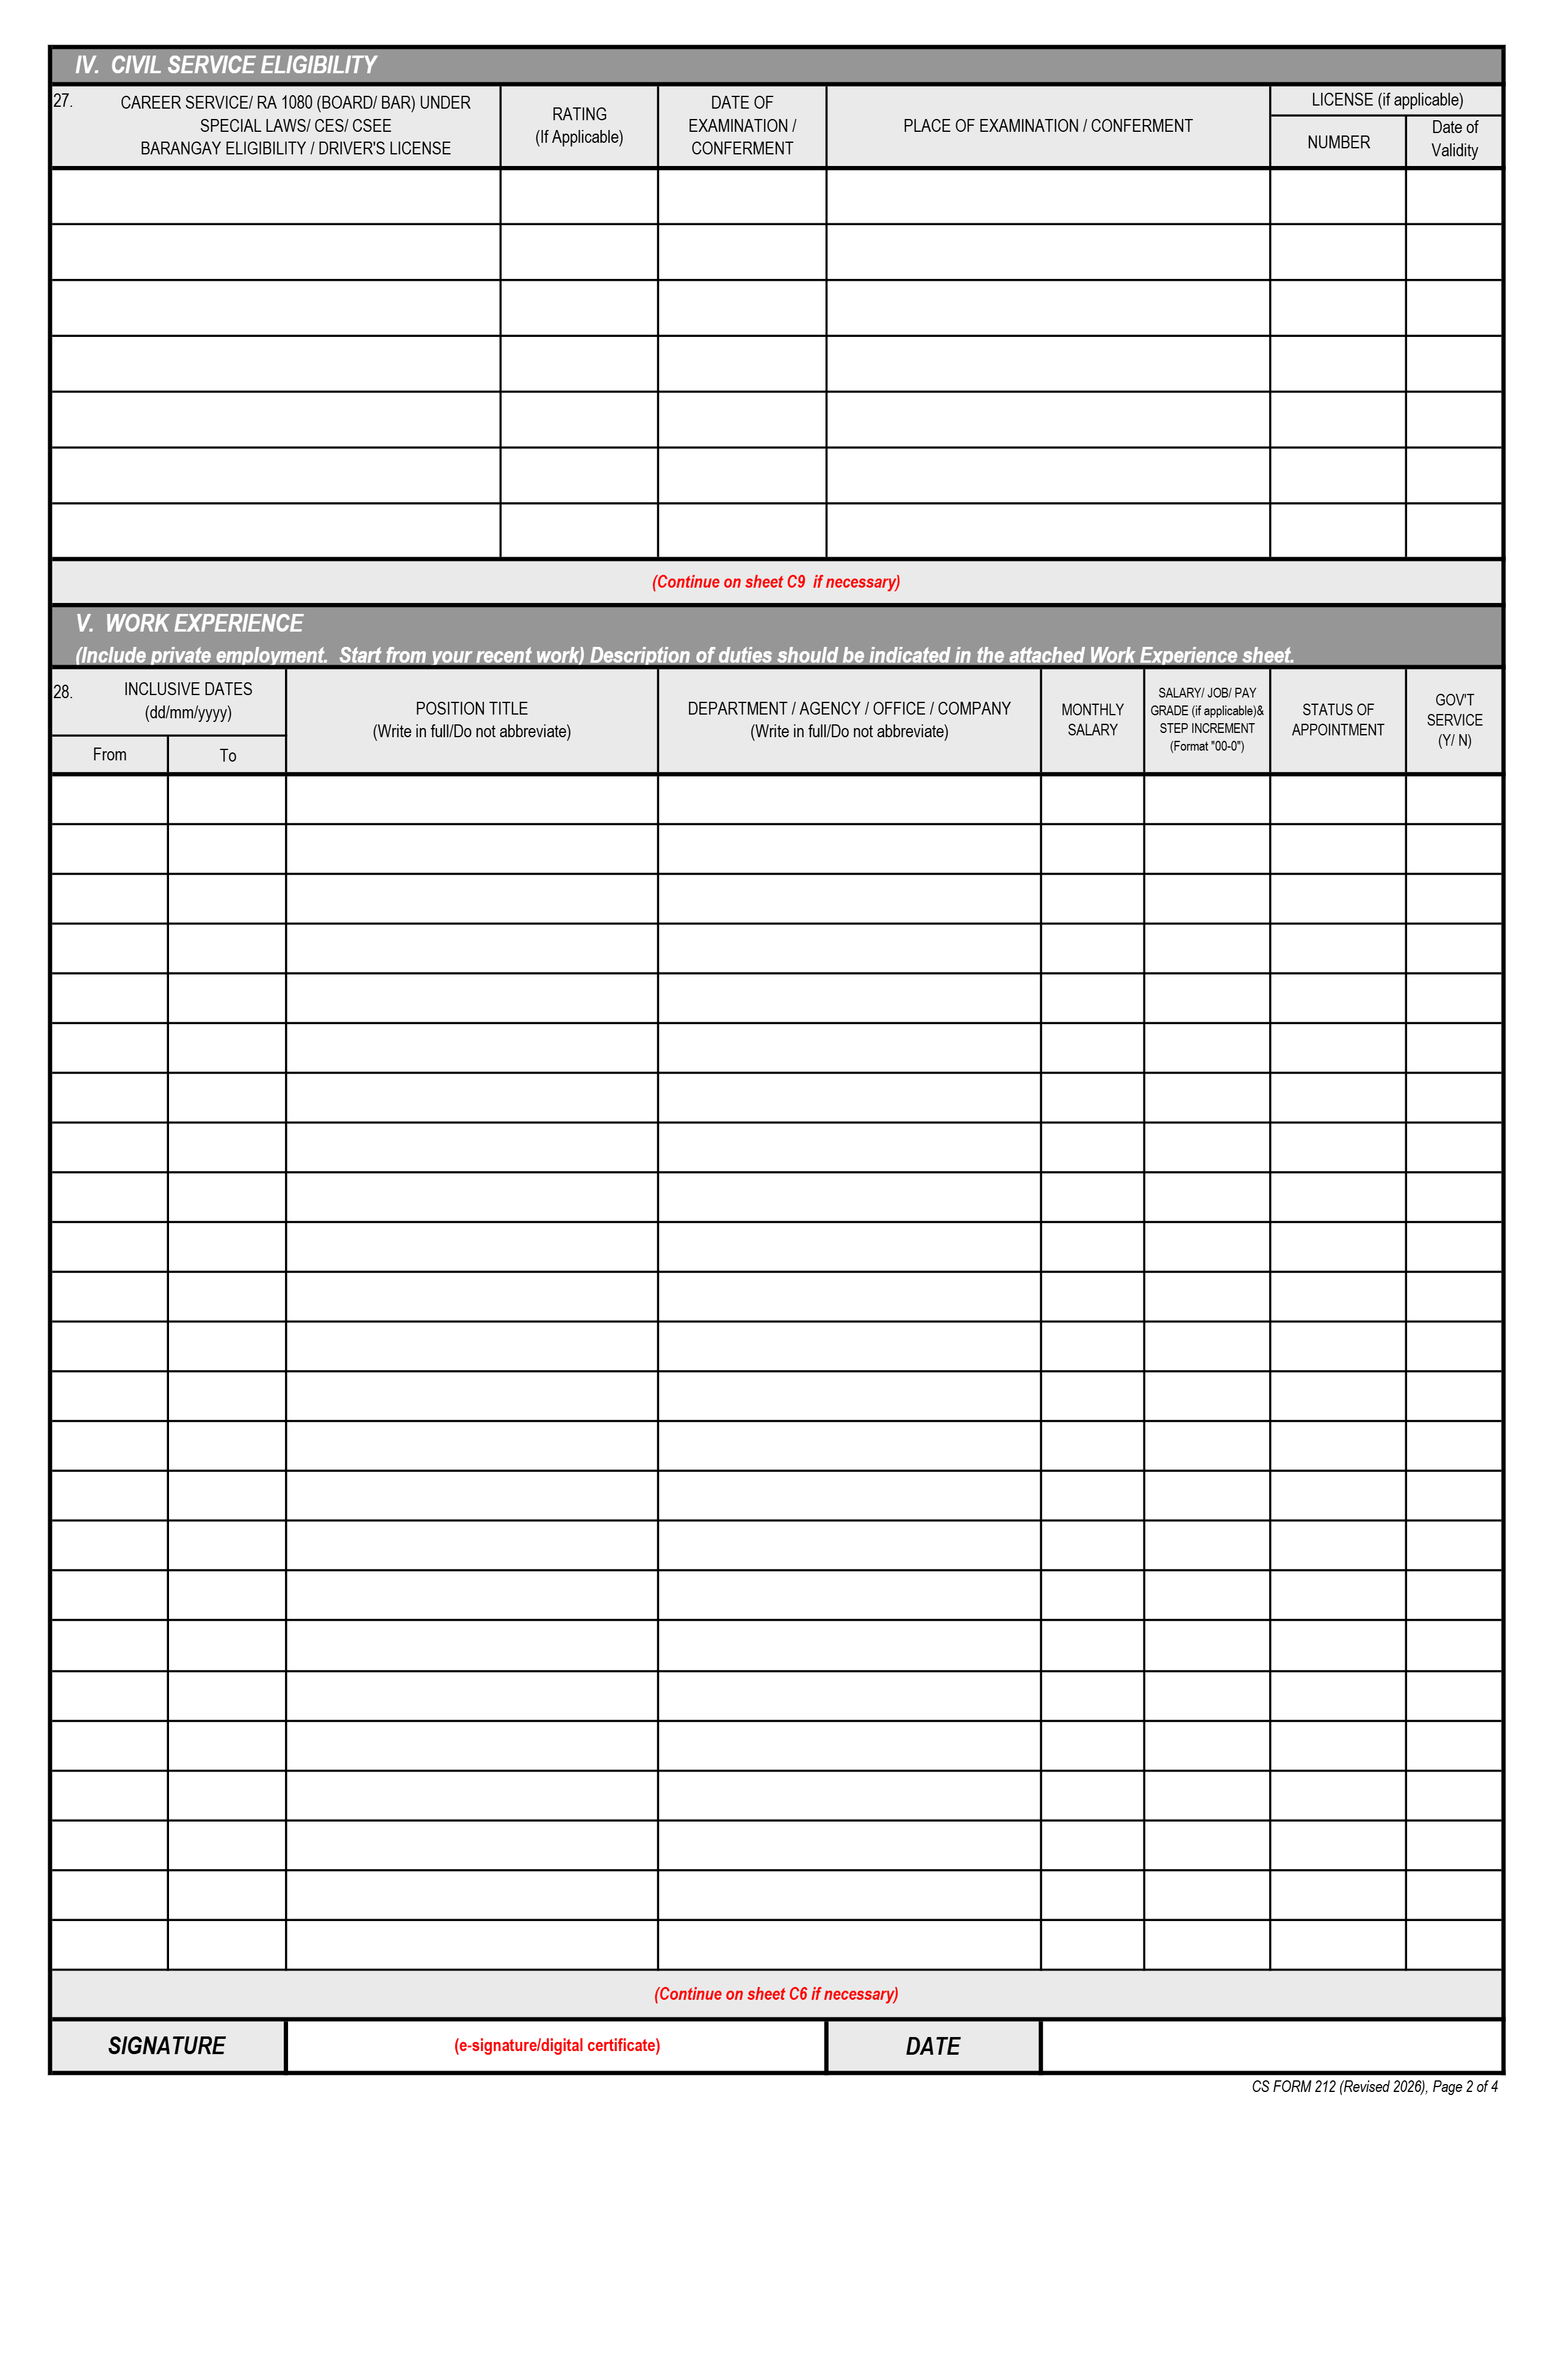 IV. CIVIL SERVICE ELIGIBILITY
27.
CAREER SERVICE/ RA 1080 (BOARD/ BAR) UNDER
SPECIAL LAWS/ CES/ CSEE
BARANGAY ELIGIBILITY / DRIVER'S LICENSE
RATING
(If Applicable)
DATE OF
EXAMINATION /
CONFERMENT
PLACE OF EXAMINATION / CONFERMENT
LICENSE (if applicable)
NUMBER
Date of
Validity
(Continue on sheet C9 if necessary)
V. WORK EXPERIENCE
(Include private employment. Start from your recent work) Description of duties should be indicated in the attached Work Experience sheet.
28.
INCLUSIVE DATES
(dd/mm/yyyy)
From
To
POSITION TITLE
(Write in full/Do not abbreviate)
DEPARTMENT / AGENCY / OFFICE / COMPANY
(Write in full/Do not abbreviate)
MONTHLY
SALARY
SALARY/ JOB/ PAY
GRADE (if applicable)&
STEP INCREMENT
(Format "00-0")
STATUS OF
APPOINTMENT
GOV'T
SERVICE
(Y/ N)
(Continue on sheet C6 if necessary)
SIGNATURE
(e-signature/digital certificate)
DATE
CS FORM 212 (Revised 2026), Page 2 of 4